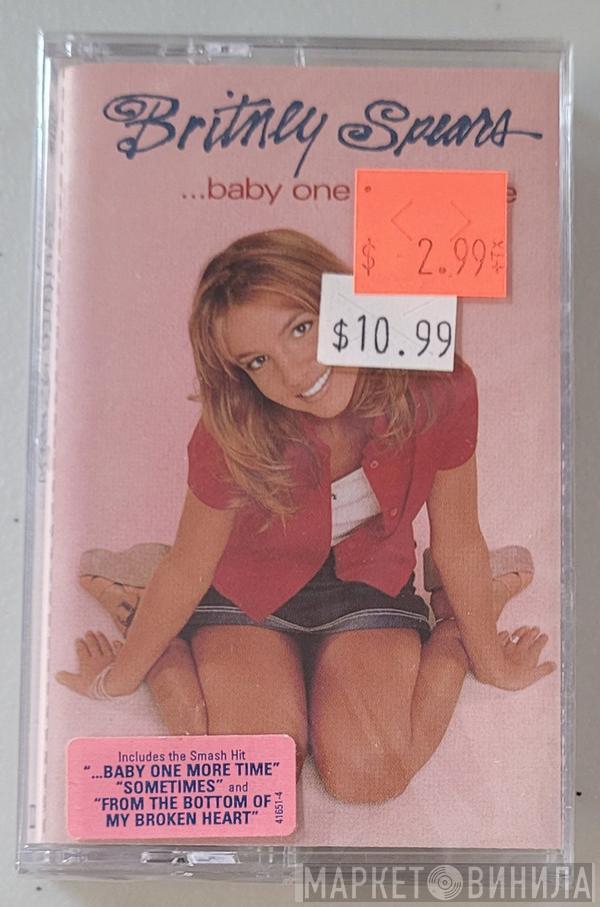 Britney Spears
...baby one
$ 2.99 +TX
$10.99
Includes the Smash Hit
"...BABY ONE MORE TIME"
"SOMETIMES" and
"FROM THE BOTTOM OF
MY BROKEN HEART"
41651-4
МАРКЕТ ВИНИЛА